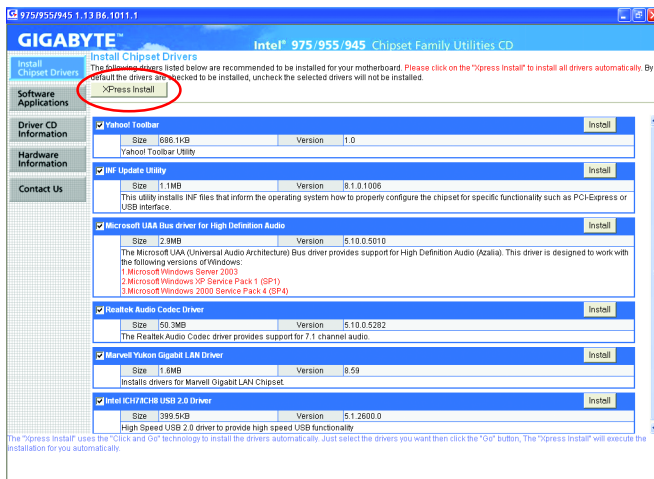 975/955/945 1.13 B6.1011.1
GIGABYTE™
Intel® 975/955/945 Chipset Family Utilities CD
Install Chipset Drivers
Software Applications
Driver CD Information
Hardware Information
Contact Us
Install Chipset Drivers
The following drivers listed below are recommended to be installed for your motherboard. Please click on the "Xpress Install" to install all drivers automatically. By
default the drivers are checked to be installed, uncheck the selected drivers will not be installed.
XPress Install
Yahoo! Toolbar Install
Size 686.1KB Version 1.0
Yahoo! Toolbar Utility
INF Update Utility Install
Size 1.1MB Version 8.1.0.1006
This utility installs INF files that inform the operating system how to properly configure the chipset for specific functionality such as PCI-Express or
USB interface.
Microsoft UAA Bus driver for High Definition Audio Install
Size 2.9MB Version 5.10.0.5010
The Microsoft UAA (Universal Audio Architecture) Bus driver provides support for High Definition Audio (Azalia). This driver is designed to work with
the following versions of Windows:
1.Microsoft Windows Server 2003
2.Microsoft Windows XP Service Pack 1 (SP1)
3.Microsoft Windows 2000 Service Pack 4 (SP4)
Realtek Audio Codec Driver Install
Size 50.3MB Version 5.10.0.5282
The Realtek Audio Codec driver provides support for 7.1 channel audio.
Marvell Yukon Gigabit LAN Driver Install
Size 1.6MB Version 8.59
Installs drivers for Marvell Gigabit LAN Chipset.
Intel ICH7/ICH8 USB 2.0 Driver Install
Size 399.5KB Version 5.1.2600.0
High Speed USB 2.0 driver to provide high speed USB functionality
The "Xpress Install" uses the "Click and Go" technology to install the drivers automatically. Just select the drivers you want then click the "Go" button, The "Xpress Install" will execute the
installation for you automatically.